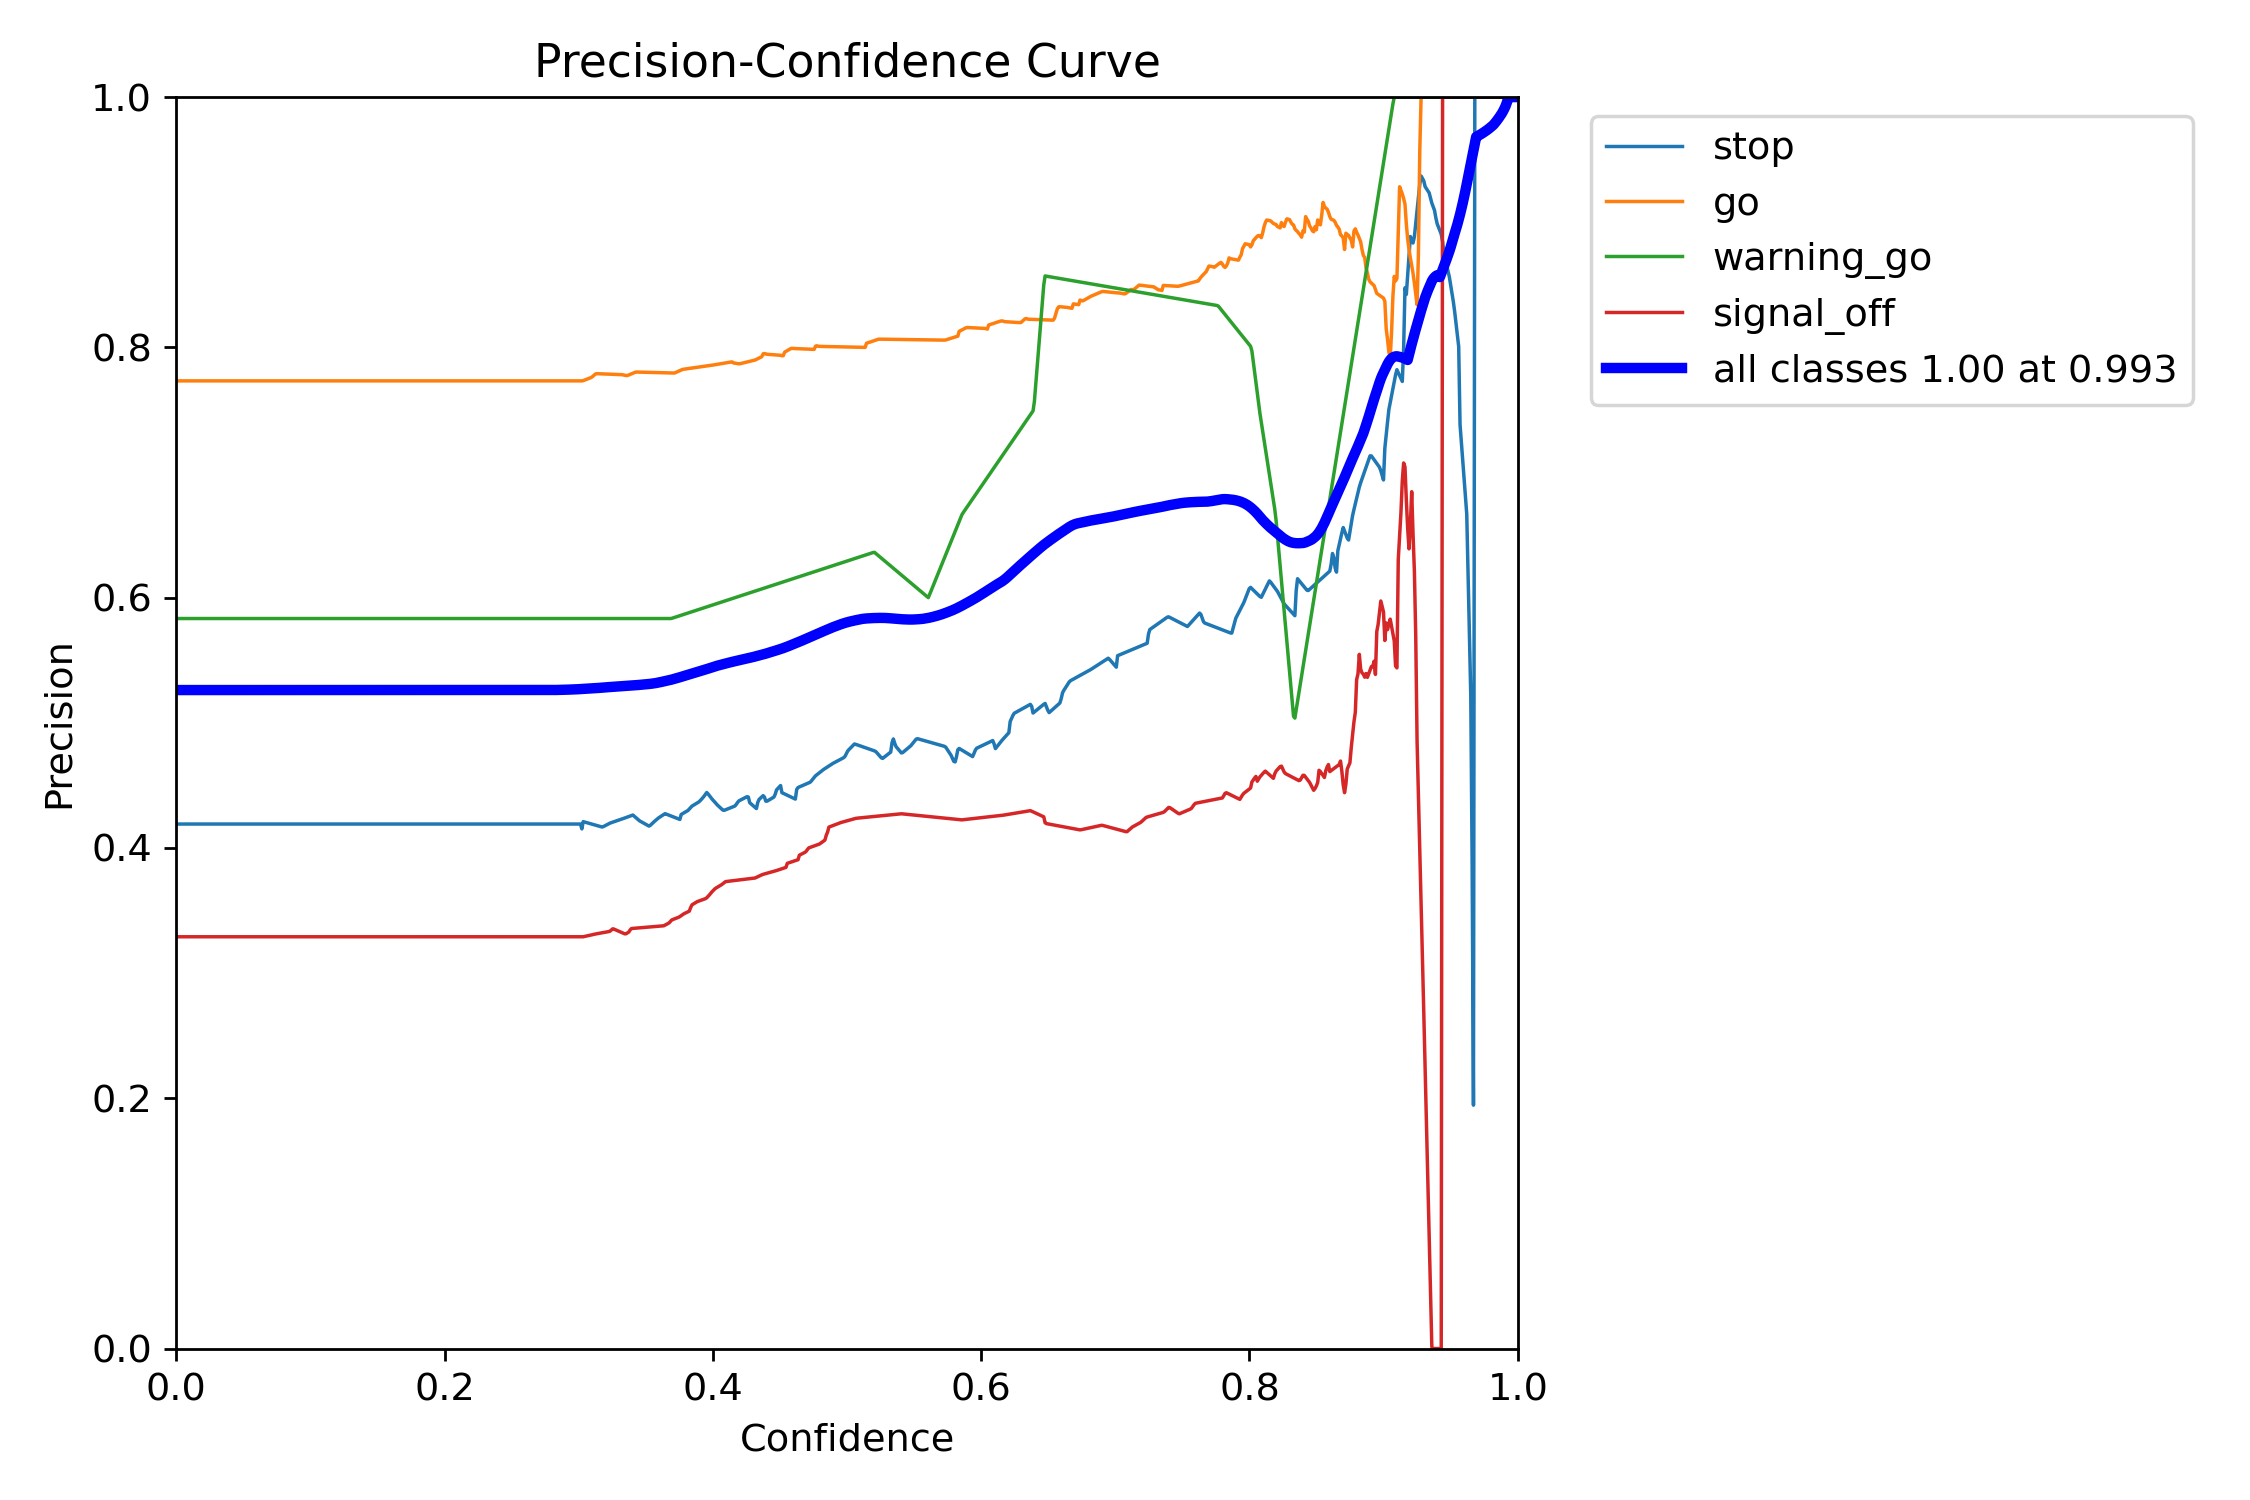 Precision-Confidence Curve
1.0
0.8
0.6
0.4
0.2
0.0
Precision
0.0 0.2 0.4 0.6 0.8 1.0
Confidence
stop
go
warning_go
signal_off
all classes 1.00 at 0.993